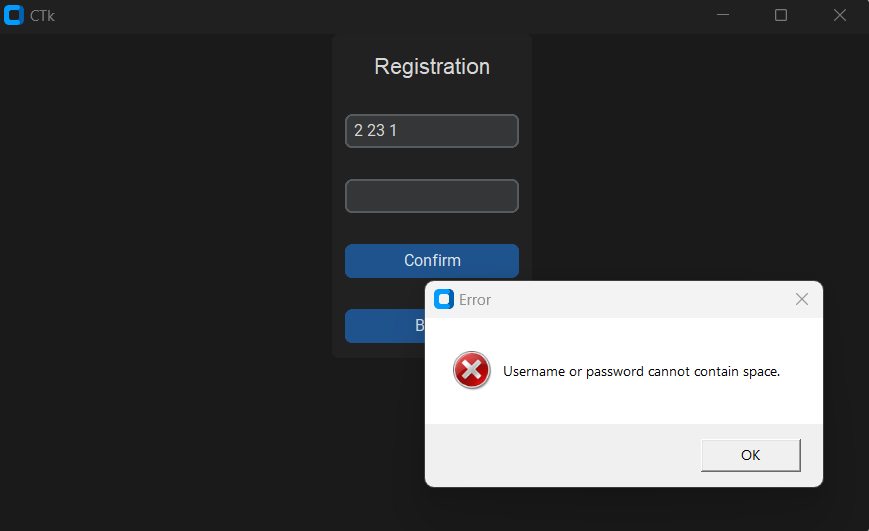 CTk
Registration
2 23 1
Confirm
B
Error
Username or password cannot contain space.
OK